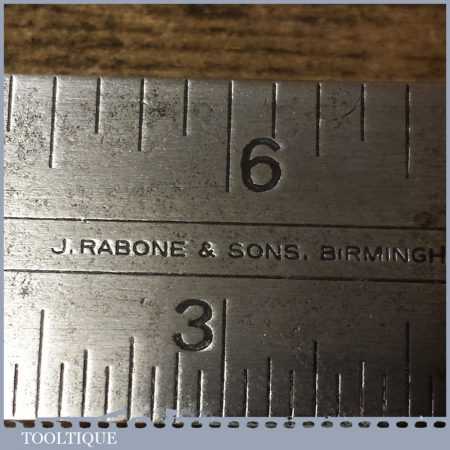 6
J. RABONE & SONS. BIRMINGH
3
TOOLTIQUE